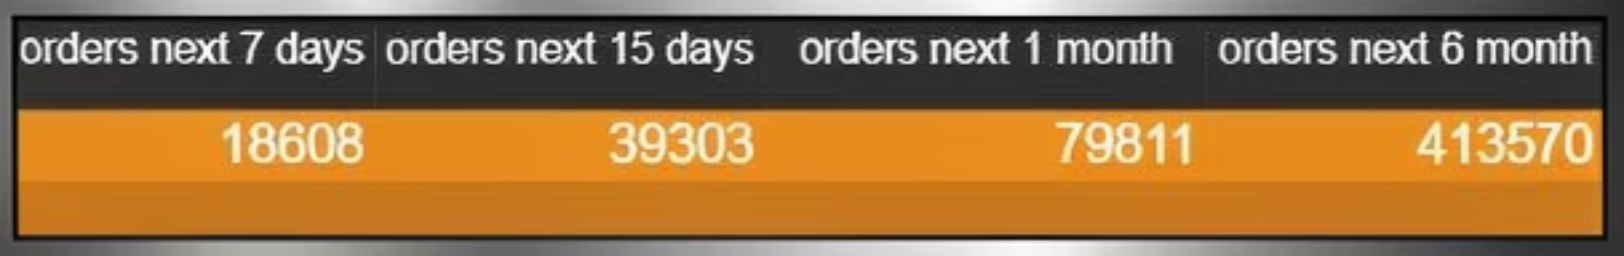 orders next 7 days orders next 15 days orders next 1 month orders next 6 month
18608 39303 79811 413570